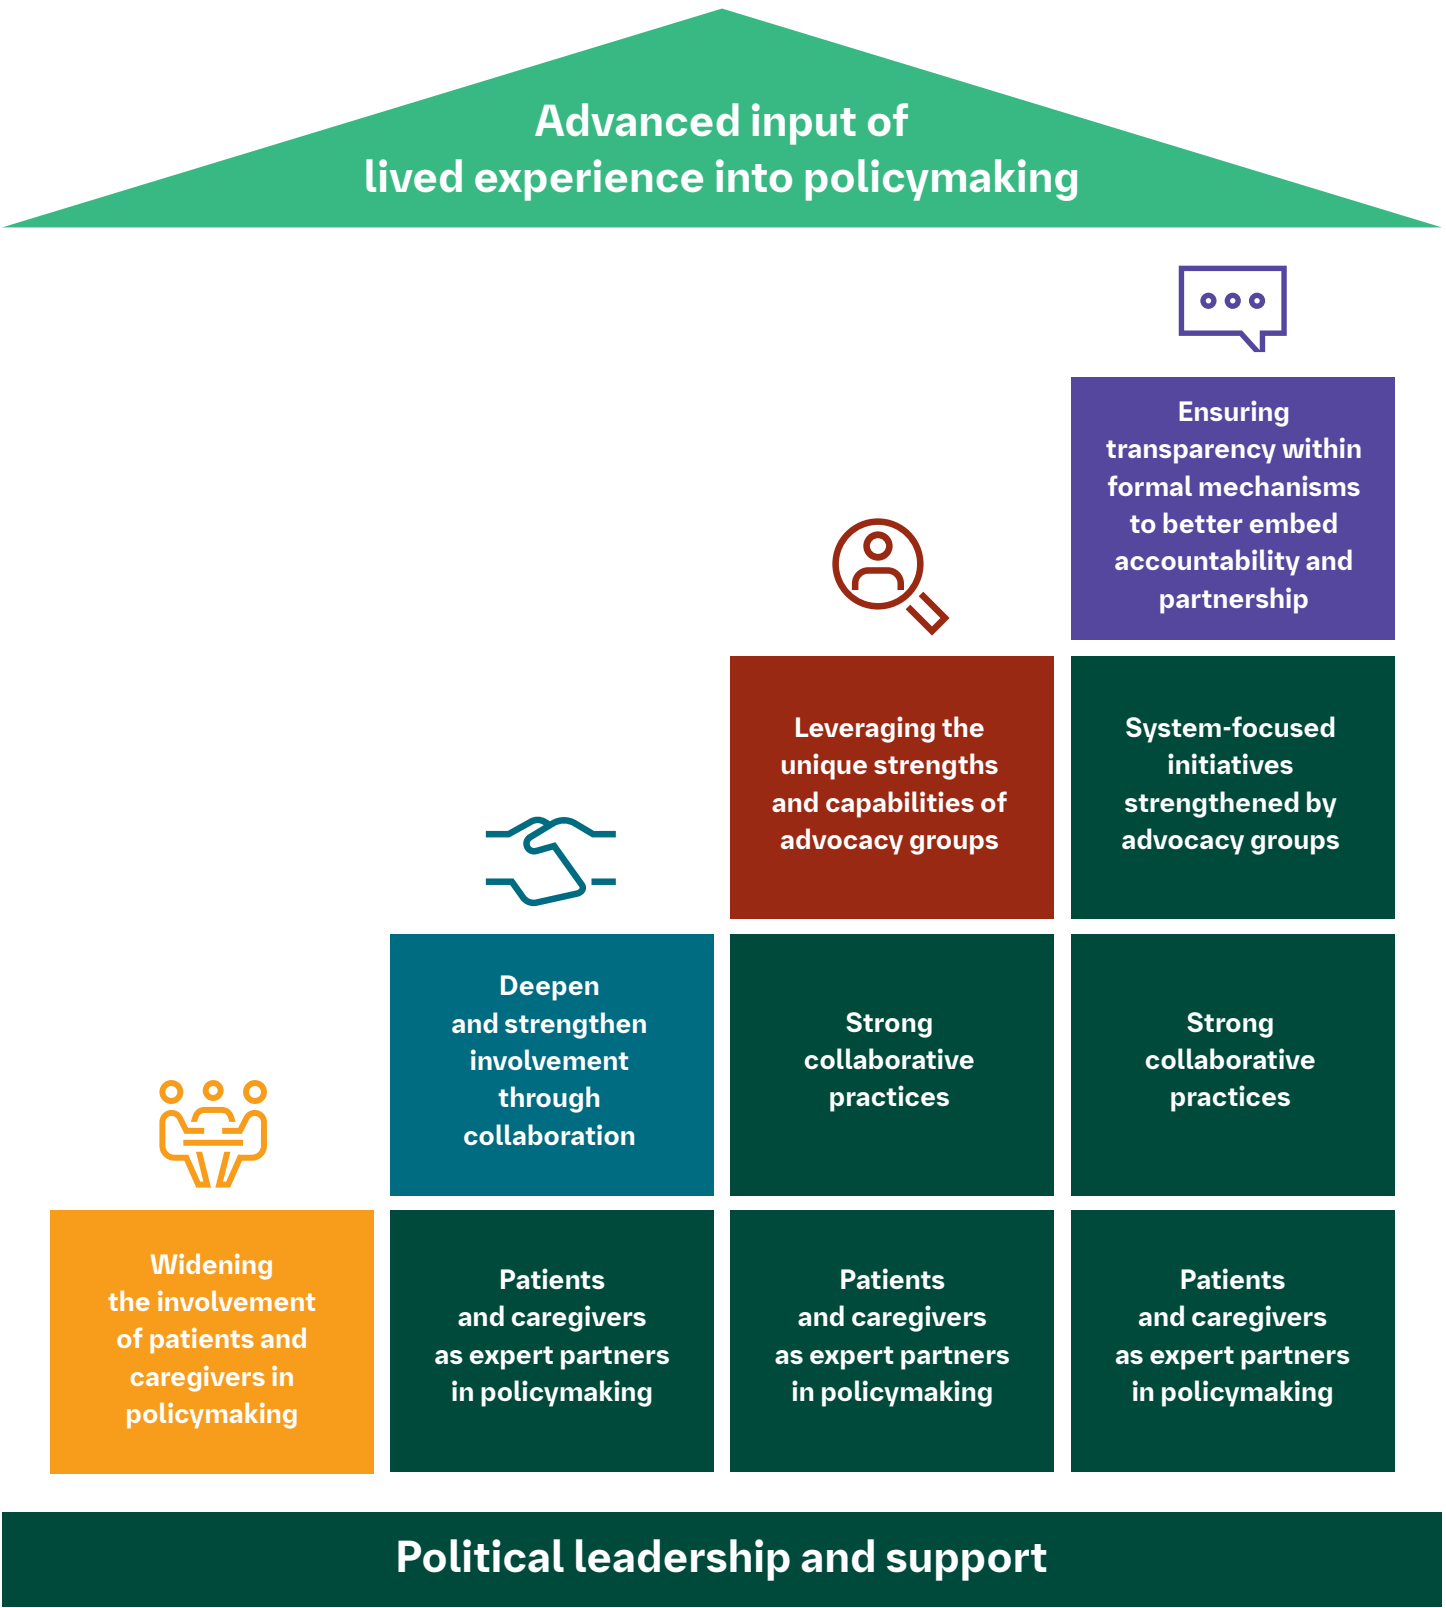 Advanced input of
lived experience into policymaking
Ensuring
transparency within
formal mechanisms
to better embed
accountability and
partnership
Leveraging the
unique strengths
and capabilities of
advocacy groups
System-focused
initiatives
strengthened by
advocacy groups
Deepen
and strengthen
involvement
through
collaboration
Strong
collaborative
practices
Strong
collaborative
practices
Widening
the involvement
of patients and
caregivers in
policymaking
Patients
and caregivers
as expert partners
in policymaking
Patients
and caregivers
as expert partners
in policymaking
Patients
and caregivers
as expert partners
in policymaking
Political leadership and support